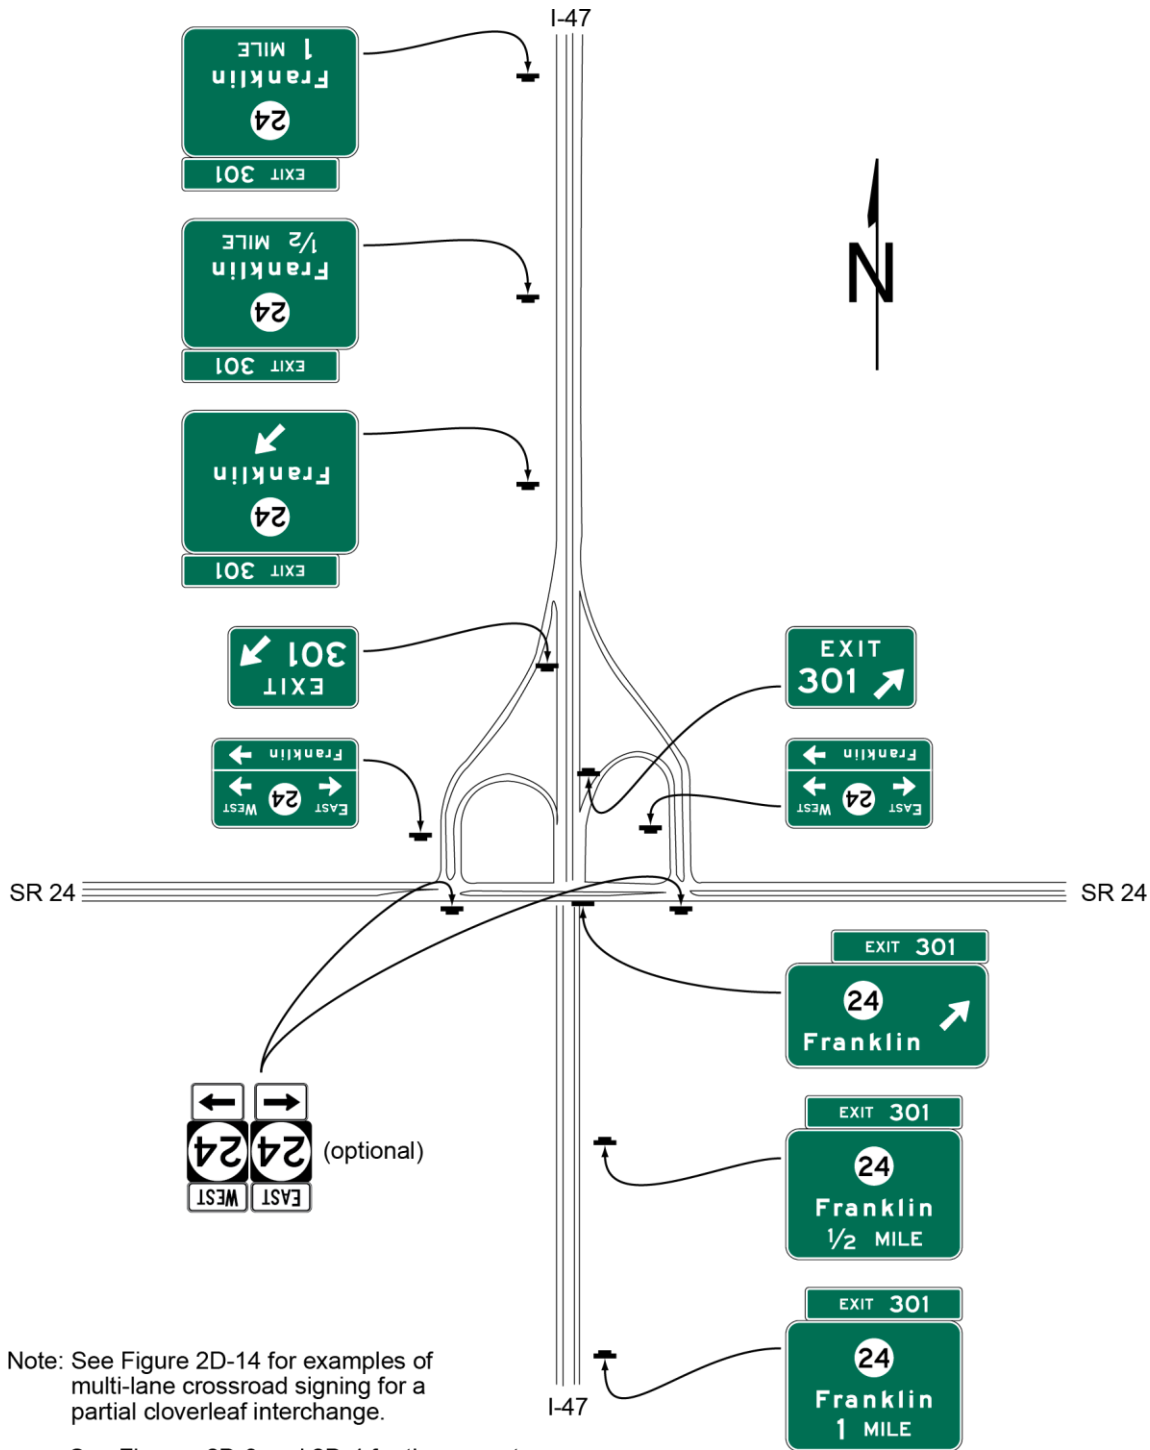 I-47
1 MILE
Franklin
24
EXIT 301
1/2 MILE
Franklin
24
EXIT 301
N
Franklin
24
EXIT 301
301
EXIT
EXIT
301
Franklin
EAST 24 WEST
Franklin
EAST 24 WEST
SR 24
SR 24
EXIT 301
24
Franklin
24 24
WEST EAST
(optional)
EXIT 301
24
Franklin
1/2 MILE
EXIT 301
24
Franklin
1 MILE
I-47
Note: See Figure 2D-14 for examples of
multi-lane crossroad signing for a
partial cloverleaf interchange.